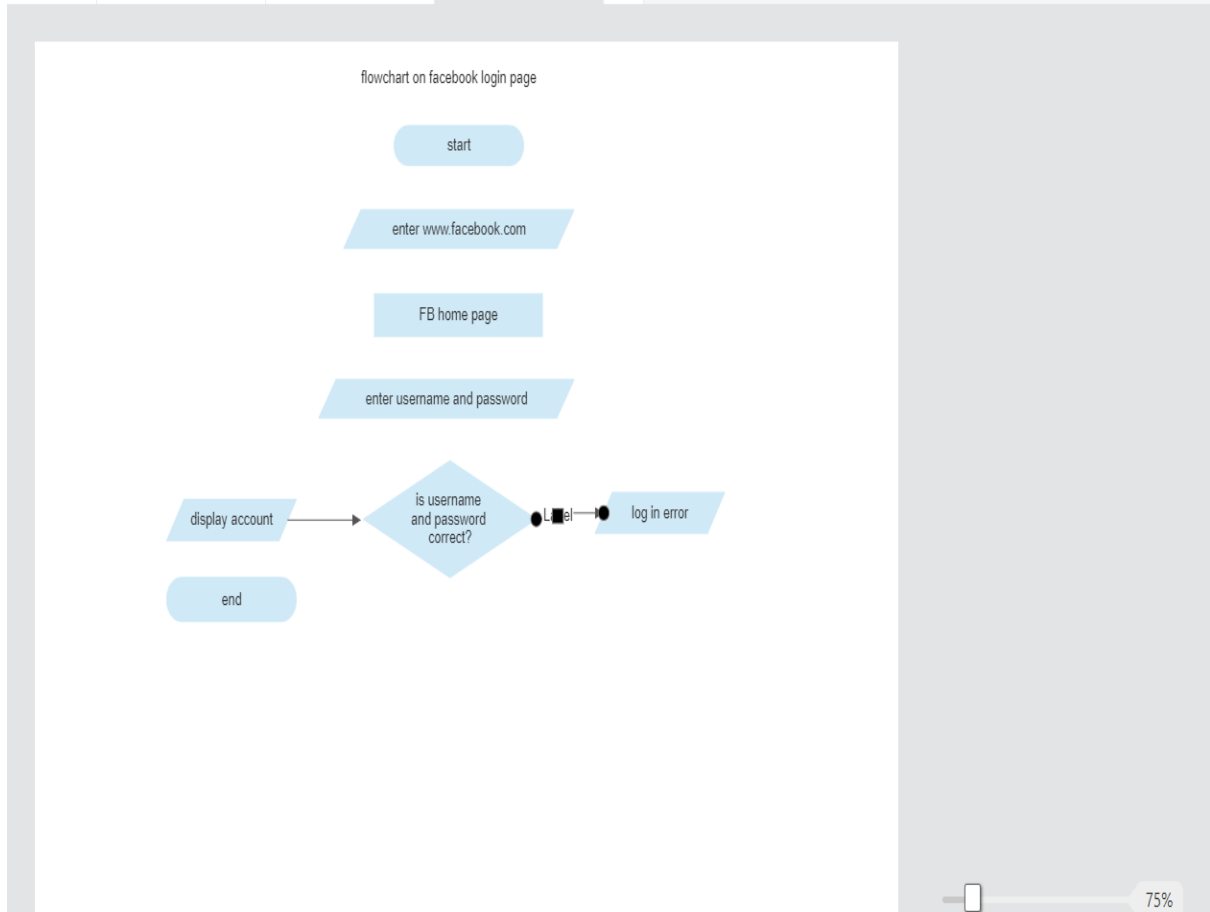 flowchart on facebook login page
start
enter www.facebook.com
FB home page
enter username and password
is username
and password
correct?
display account
Label
log in error
end
75%